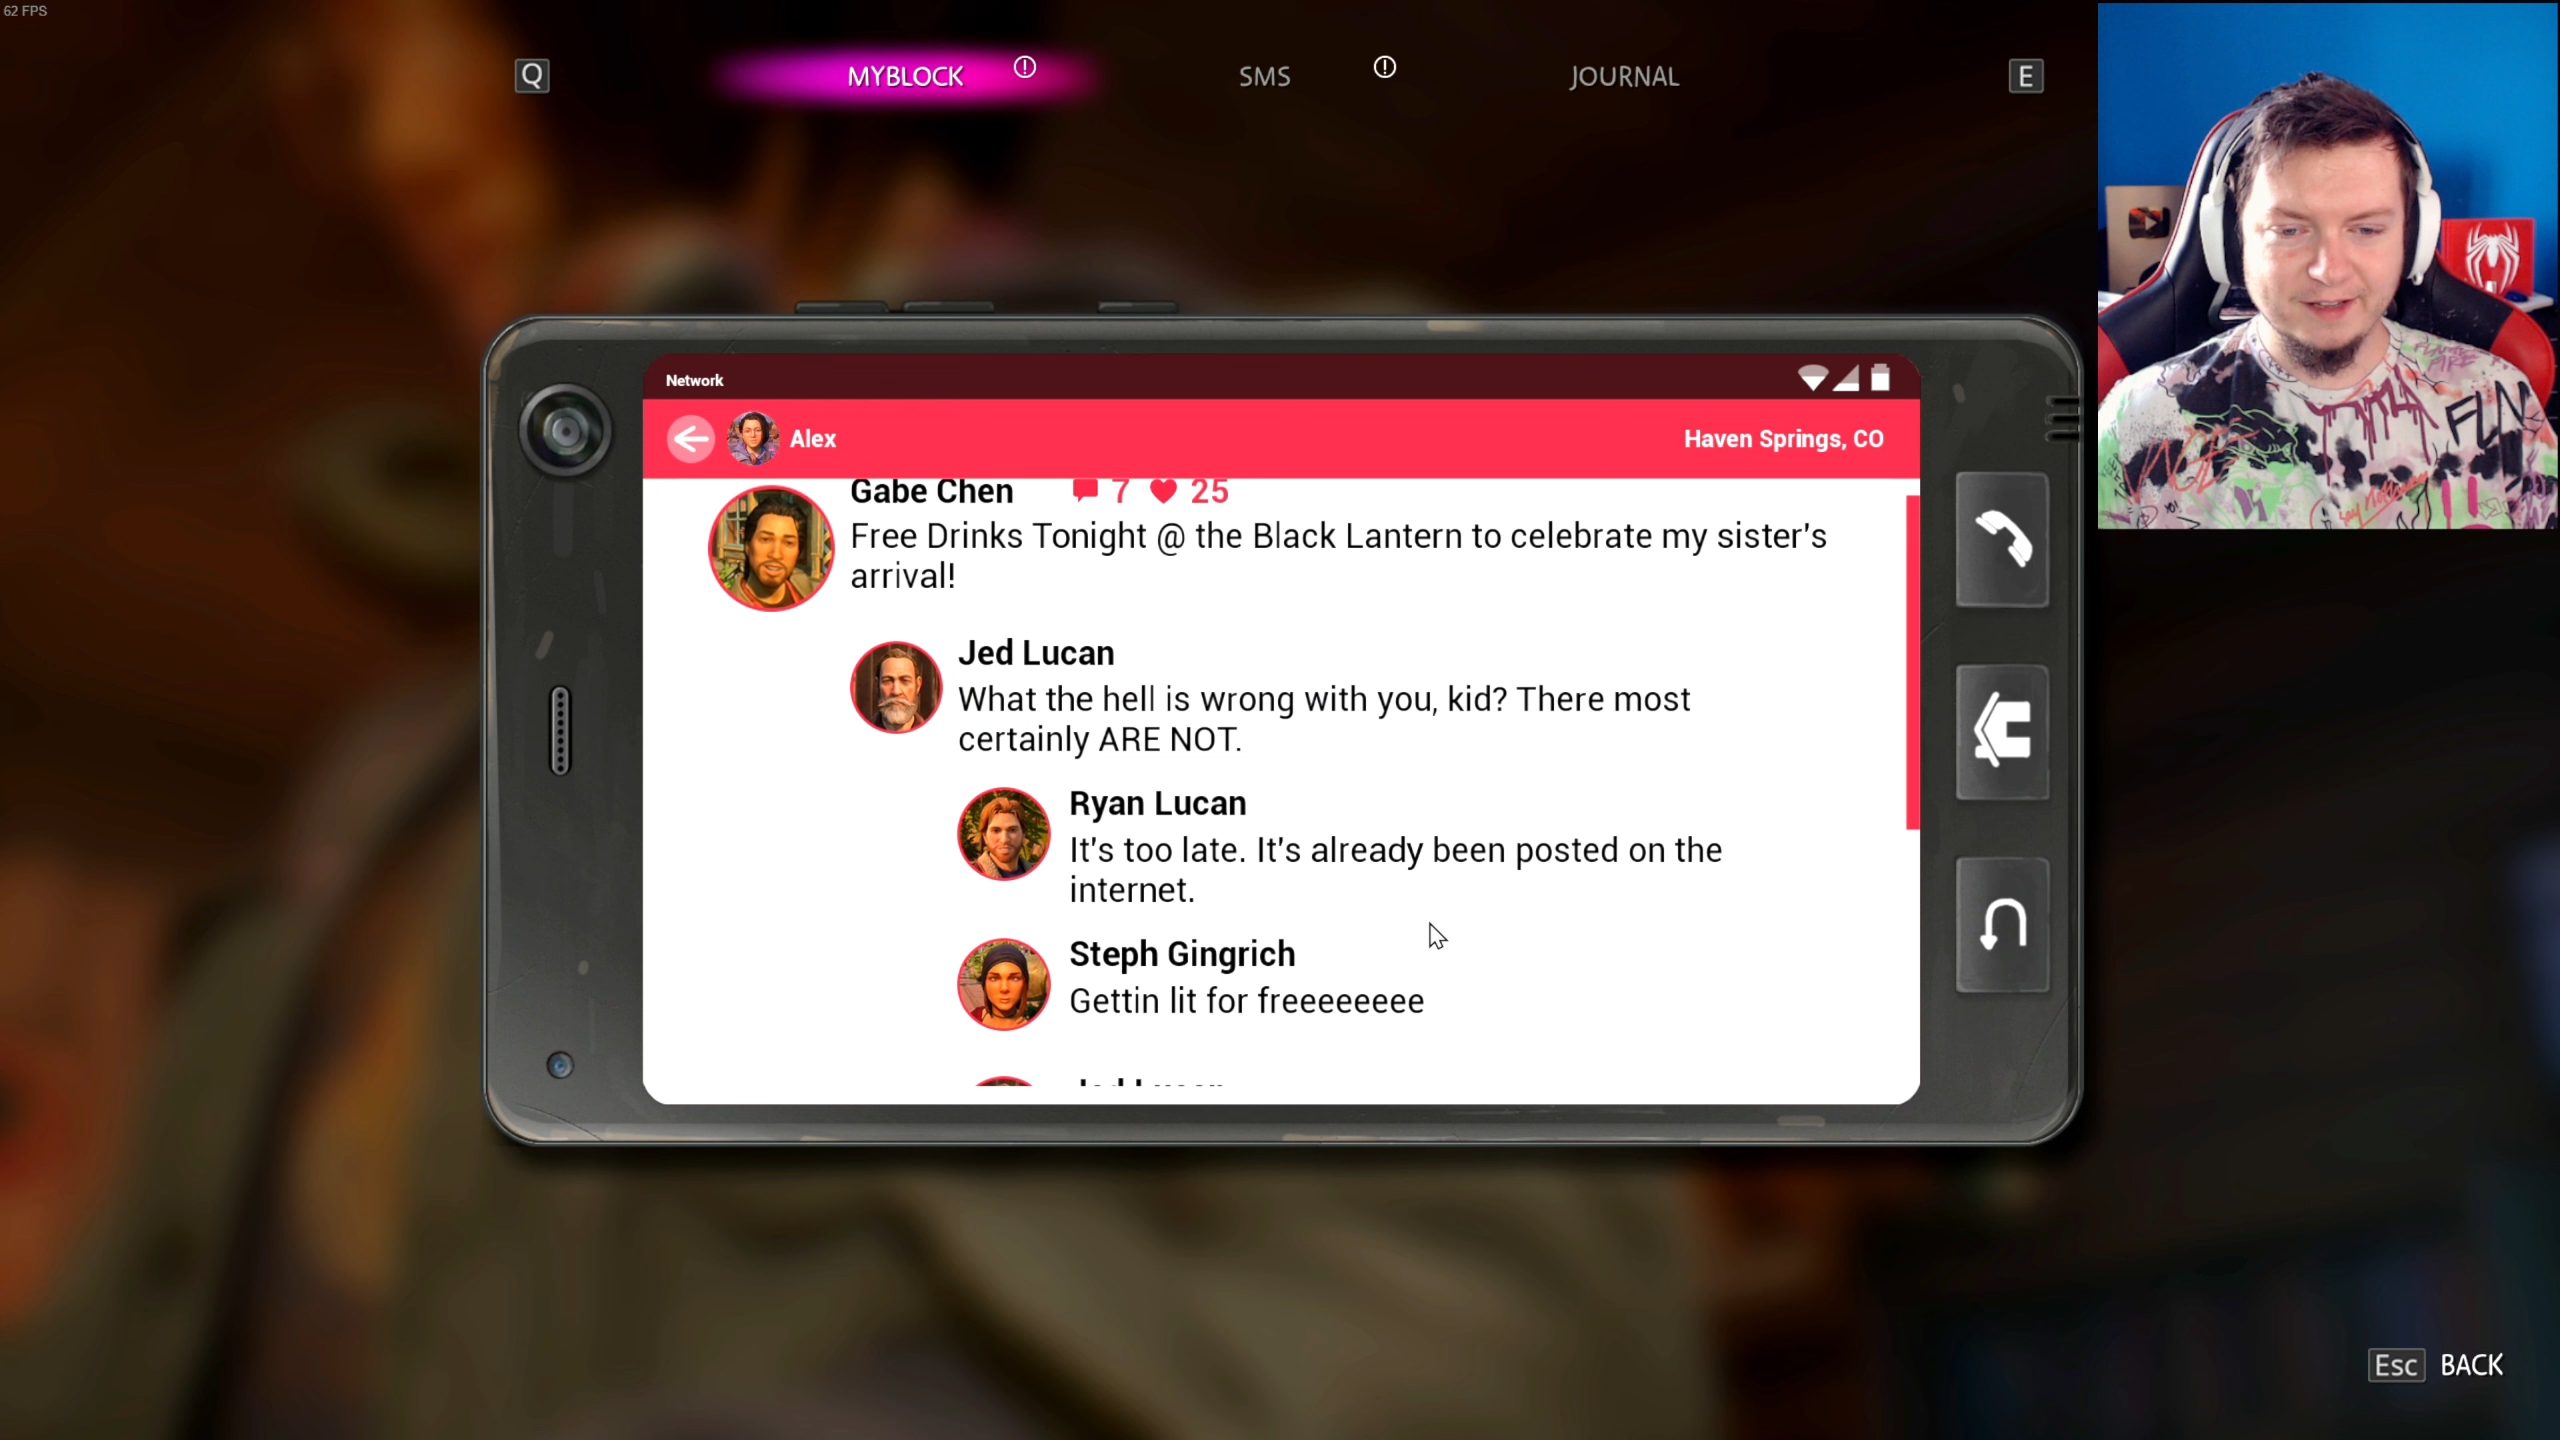 62 FPS
Q
MYBLOCK
SMS
JOURNAL
E
Network
Alex
Haven Springs, CO
Gabe Chen 7 25
Free Drinks Tonight @ the Black Lantern to celebrate my sister's
arrival!
Jed Lucan
What the hell is wrong with you, kid? There most
certainly ARE NOT.
Ryan Lucan
It's too late. It's already been posted on the
internet.
Steph Gingrich
Gettin lit for freeeeeeee
Jed Lucan
Esc BACK